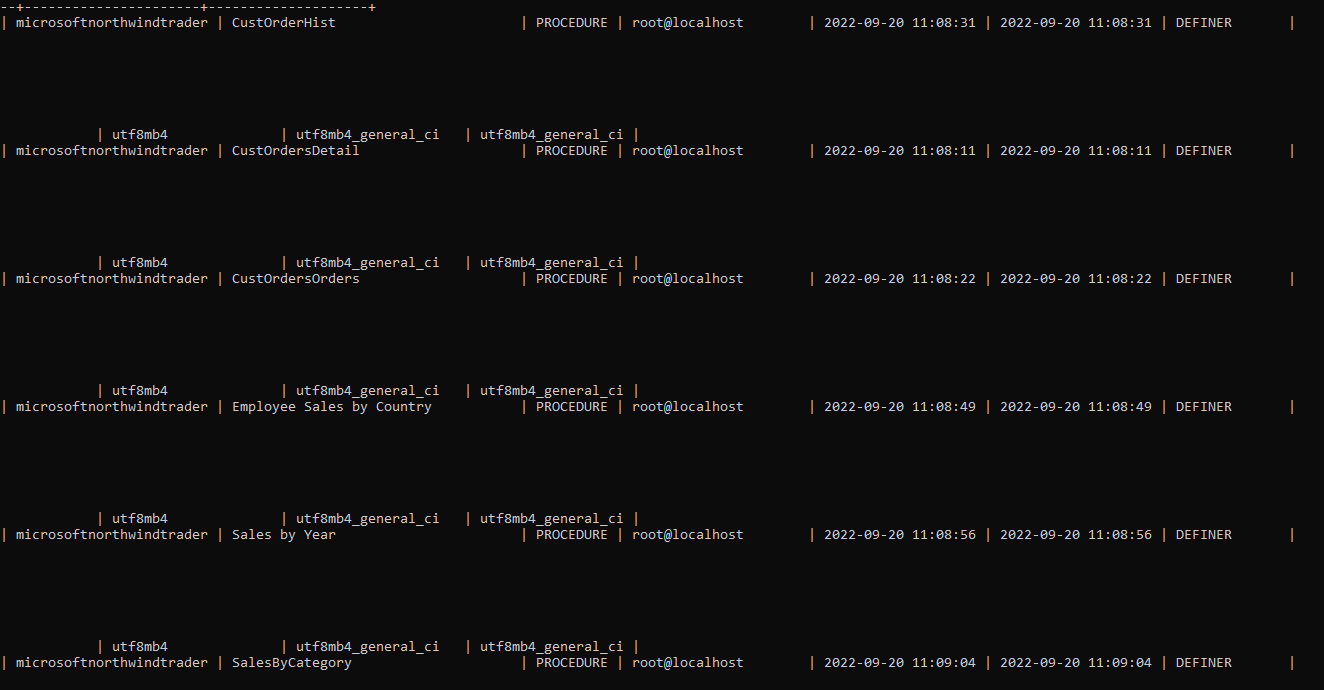 --+----------------------+--------------------+
| microsoftnorthwindtrader | CustOrderHist | PROCEDURE | root@localhost | 2022-09-20 11:08:31 | 2022-09-20 11:08:31 | DEFINER |
| utf8mb4 | utf8mb4_general_ci | utf8mb4_general_ci |
| microsoftnorthwindtrader | CustOrdersDetail | PROCEDURE | root@localhost | 2022-09-20 11:08:11 | 2022-09-20 11:08:11 | DEFINER |
| utf8mb4 | utf8mb4_general_ci | utf8mb4_general_ci |
| microsoftnorthwindtrader | CustOrdersOrders | PROCEDURE | root@localhost | 2022-09-20 11:08:22 | 2022-09-20 11:08:22 | DEFINER |
| utf8mb4 | utf8mb4_general_ci | utf8mb4_general_ci |
| microsoftnorthwindtrader | Employee Sales by Country | PROCEDURE | root@localhost | 2022-09-20 11:08:49 | 2022-09-20 11:08:49 | DEFINER |
| utf8mb4 | utf8mb4_general_ci | utf8mb4_general_ci |
| microsoftnorthwindtrader | Sales by Year | PROCEDURE | root@localhost | 2022-09-20 11:08:56 | 2022-09-20 11:08:56 | DEFINER |
| utf8mb4 | utf8mb4_general_ci | utf8mb4_general_ci |
| microsoftnorthwindtrader | SalesByCategory | PROCEDURE | root@localhost | 2022-09-20 11:09:04 | 2022-09-20 11:09:04 | DEFINER |